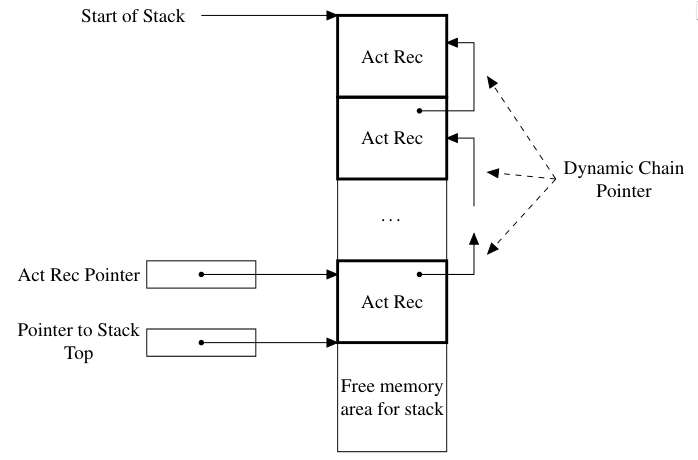 Start of Stack
Act Rec
Act Rec
Dynamic Chain
Pointer
...
Act Rec Pointer
Act Rec
Pointer to Stack
Top
Free memory
area for stack